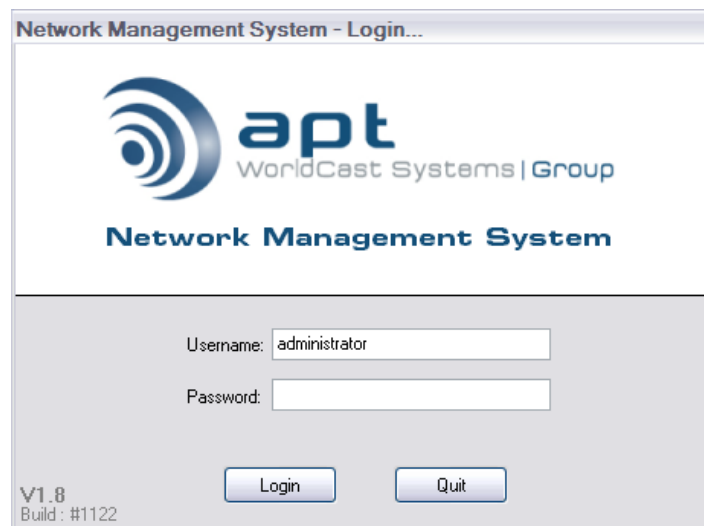 Network Management System - Login...
apt
WorldCast Systems|Group
Network Management System
Username: administrator
Password:
Login Quit
V1.8
Build : #1122